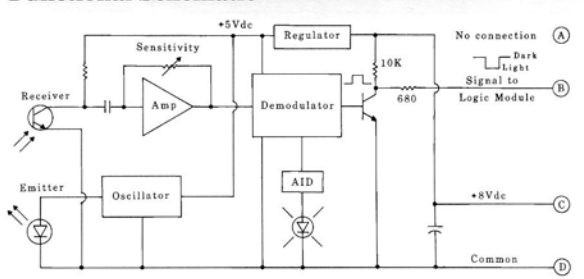 +5Vdc
Regulator
No connection
A
Sensitivity
10K
Dark
Light
Signal to
Logic Module
B
Receiver
Amp
Demodulator
680
Emitter
Oscillator
AID
+8Vdc
C
Common
D